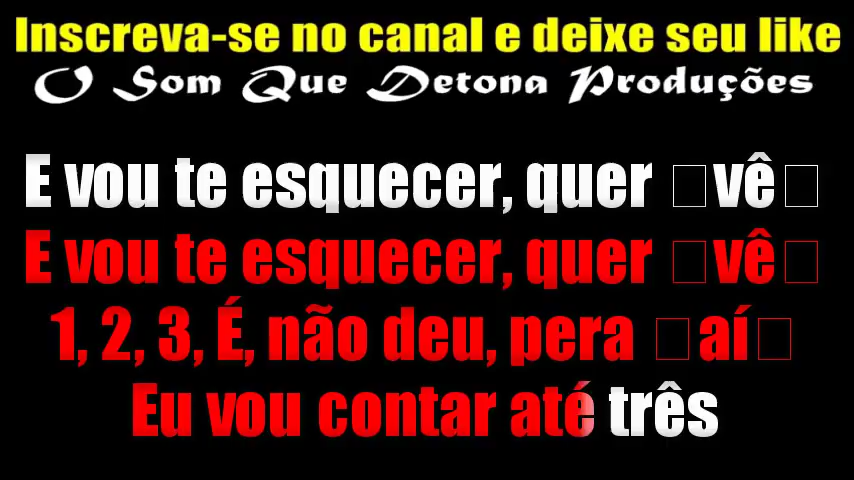 Inscreva-se no canal e deixe seu like
O Som Que Detona Produções
E vou te esquecer, quer □vê□
E vou te esquecer, quer □vê□
1, 2, 3, É, não deu, pera □aí□
Eu vou contar até três